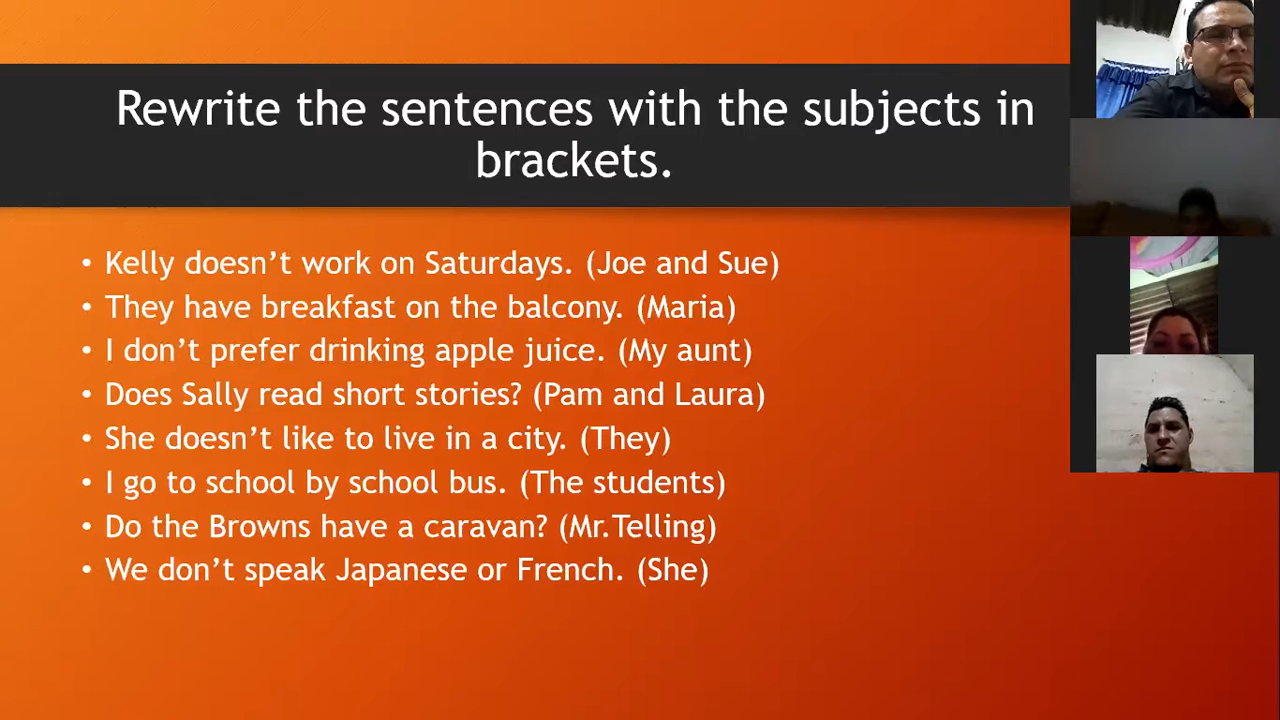 Rewrite the sentences with the subjects in
brackets.
• Kelly doesn’t work on Saturdays. (Joe and Sue)
• They have breakfast on the balcony. (Maria)
• I don’t prefer drinking apple juice. (My aunt)
• Does Sally read short stories? (Pam and Laura)
• She doesn’t like to live in a city. (They)
• I go to school by school bus. (The students)
• Do the Browns have a caravan? (Mr.Telling)
• We don’t speak Japanese or French. (She)